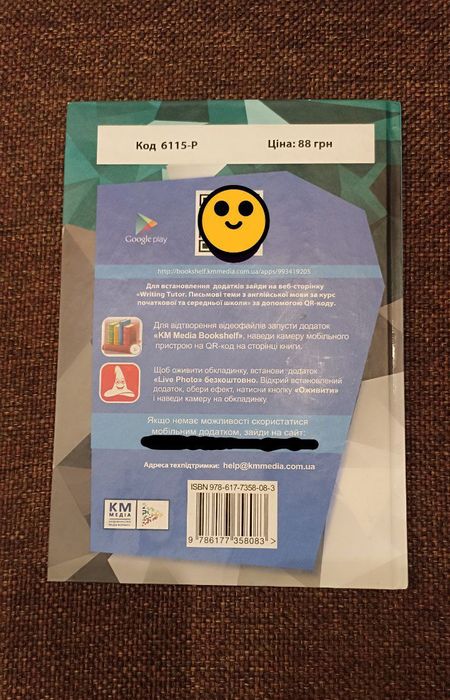 Код 6115-Р
Ціна: 88 грн
Google play
http://bookshelf.kmmedia.com.ua/apps/993419205
Для встановлення додатків зайди на веб-сторінку
«Writing Tutor. Письмові теми з англійської мови за курс
початкової та середньої школи» за допомогою QR-коду.
Для відтворення відеофайлів запусти додаток
«KM Media Bookshelf», наведи камеру мобільного
пристрою на QR-код на сторінці книги.
Щоб оживити обкладинку, встанови додаток
«Live Photo» безкоштовно. Відкрий встановлений
додаток, обери ефект, натисни кнопку «Оживити»
і наведи камеру на обкладинку
Якщо немає можливості скористатися
мобільним додатком, зайди на сайт:
Адреса техпідтримки: help@kmmedia.com.ua
ISBN 978-617-7358-08-3
КМ
МЕДІА
9 786177 358083 >